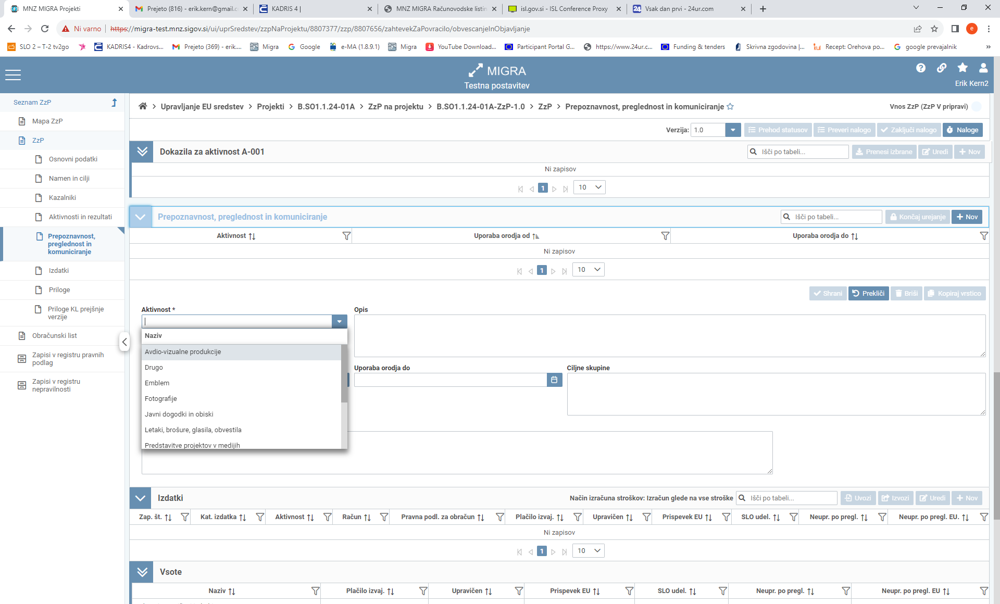 MNZ MIGRA Projekti
Prejeto (816) - erik.kern@gmail.c
KADRIS 4 |
MNZ MIGRA Računovodske listin
isl.gov.si - ISL Conference Proxy
Vsak dan prvi - 24ur.com
Ni varno
https://migra-test.mnz.sigov.si/ui/uprSredstev/zzpNaProjektu/8807377/zzp/8807656/zahtevekZaPovracilo/obvescanjeInObjavljanje
SLO 2 – T-2 tv2go
KADRIS4 - Kadrovs...
Prejeto (369) - erik....
Migra
Google
e-MA (1.8.9.1)
Migra
YouTube Download...
Participant Portal G...
https://www.24ur.c...
Funding & tenders
Skrivna zgodovina |...
Recept: Orehova po...
google prevajalnik
MIGRA
Testna postavitev
Erik Kern2
Seznam ZzP
Mapa ZzP
ZzP
Osnovni podatki
Namen in cilji
Kazalniki
Aktivnosti in rezultati
Prepoznavnost,
preglednost in
komuniciranje
Izdatki
Priloge
Priloge KL prejšnje
verzije
Obračunski list
Zapisi v registru pravnih
podlag
Zapisi v registru
nepravilnosti
Upravljanje EU sredstev > Projekti > B.SO1.1.24-01A > ZzP na projektu > B.SO1.1.24-01A-ZzP-1.0 > ZzP > Prepoznavnost, preglednost in komuniciranje
Vnos ZzP (ZzP V pripravi)
Verzija: 1.0
Prehod statusov
Preveri nalogo
Zaključi nalogo
Naloge
Dokazila za aktivnost A-001
Išči po tabeli...
Prenesi izbrane
Uredi
+ Nov
Ni zapisov
1
10
Prepoznavnost, preglednost in komuniciranje
Išči po tabeli...
Končaj urejanje
+ Nov
Aktivnost
Uporaba orodja od
Uporaba orodja do
Ni zapisov
1
10
Shrani
Prekliči
Briši
Kopiraj vrstico
Aktivnost *
Opis
Naziv
Avdio-vizualne produkcije
Drugo
Emblem
Fotografije
Javni dogodki in obiski
Letaki, brošure, glasila, obvestila
Predstavitve projektov v medijih
Uporaba orodja do
Ciljne skupine
Izdatki
Način izračuna stroškov: Izračun glede na vse stroške
Išči po tabeli...
Uvozi
Izvozi
Uredi
+ Nov
Zap. št.
Kat. izdatka
Aktivnost
Račun
Pravna podl. za obračun
Plačilo izvaj.
Upravičen
Prispevek EU
SLO udel.
Neupr. po pregl.
Neupr. po pregl. EU.
Ni zapisov
1
10
Vsote
Naziv
Plačilo izvaj.
Upravičen
Prispevek EU
SLO udel.
Neupr. po pregl.
Neupr. po pregl. EU